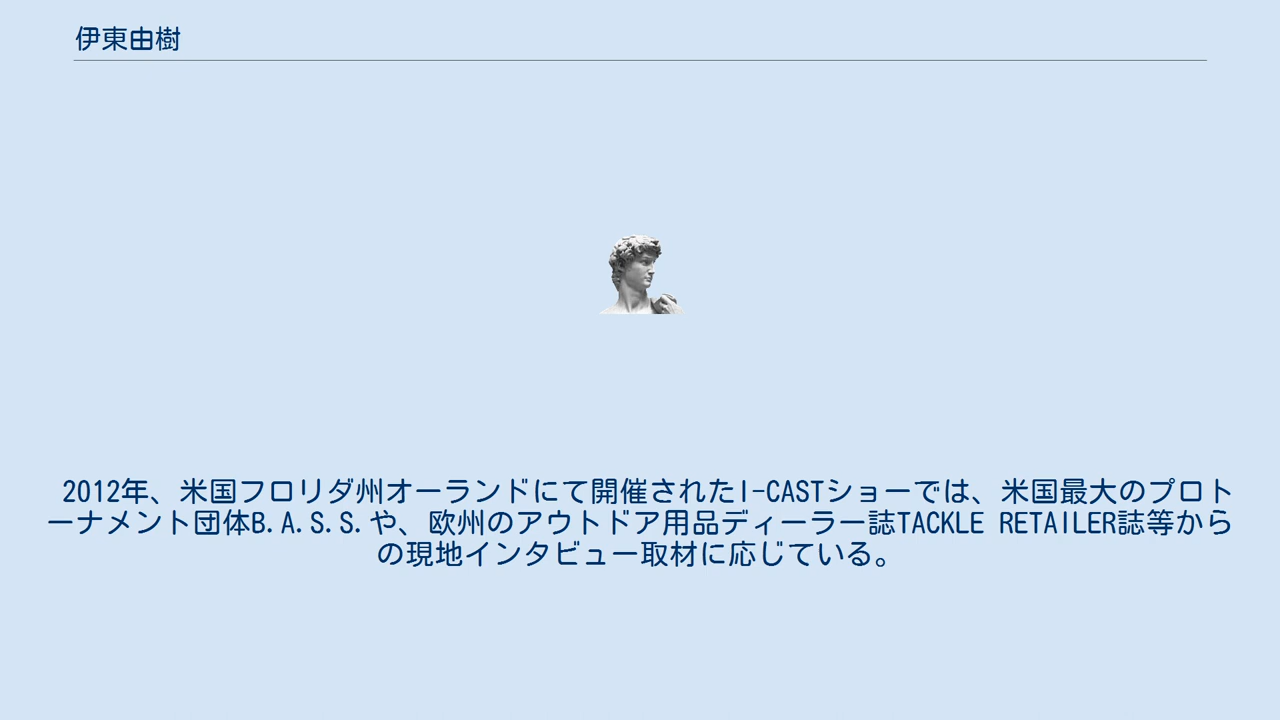 伊東由樹
2012年、米国フロリダ州オーランドにて開催されたI-CASTショーでは、米国最大のプロト
ーナメント団体B.A.S.S.や、欧州のアウトドア用品ディーラー誌TACKLE RETAILER誌等から
の現地インタビュー取材に応じている。